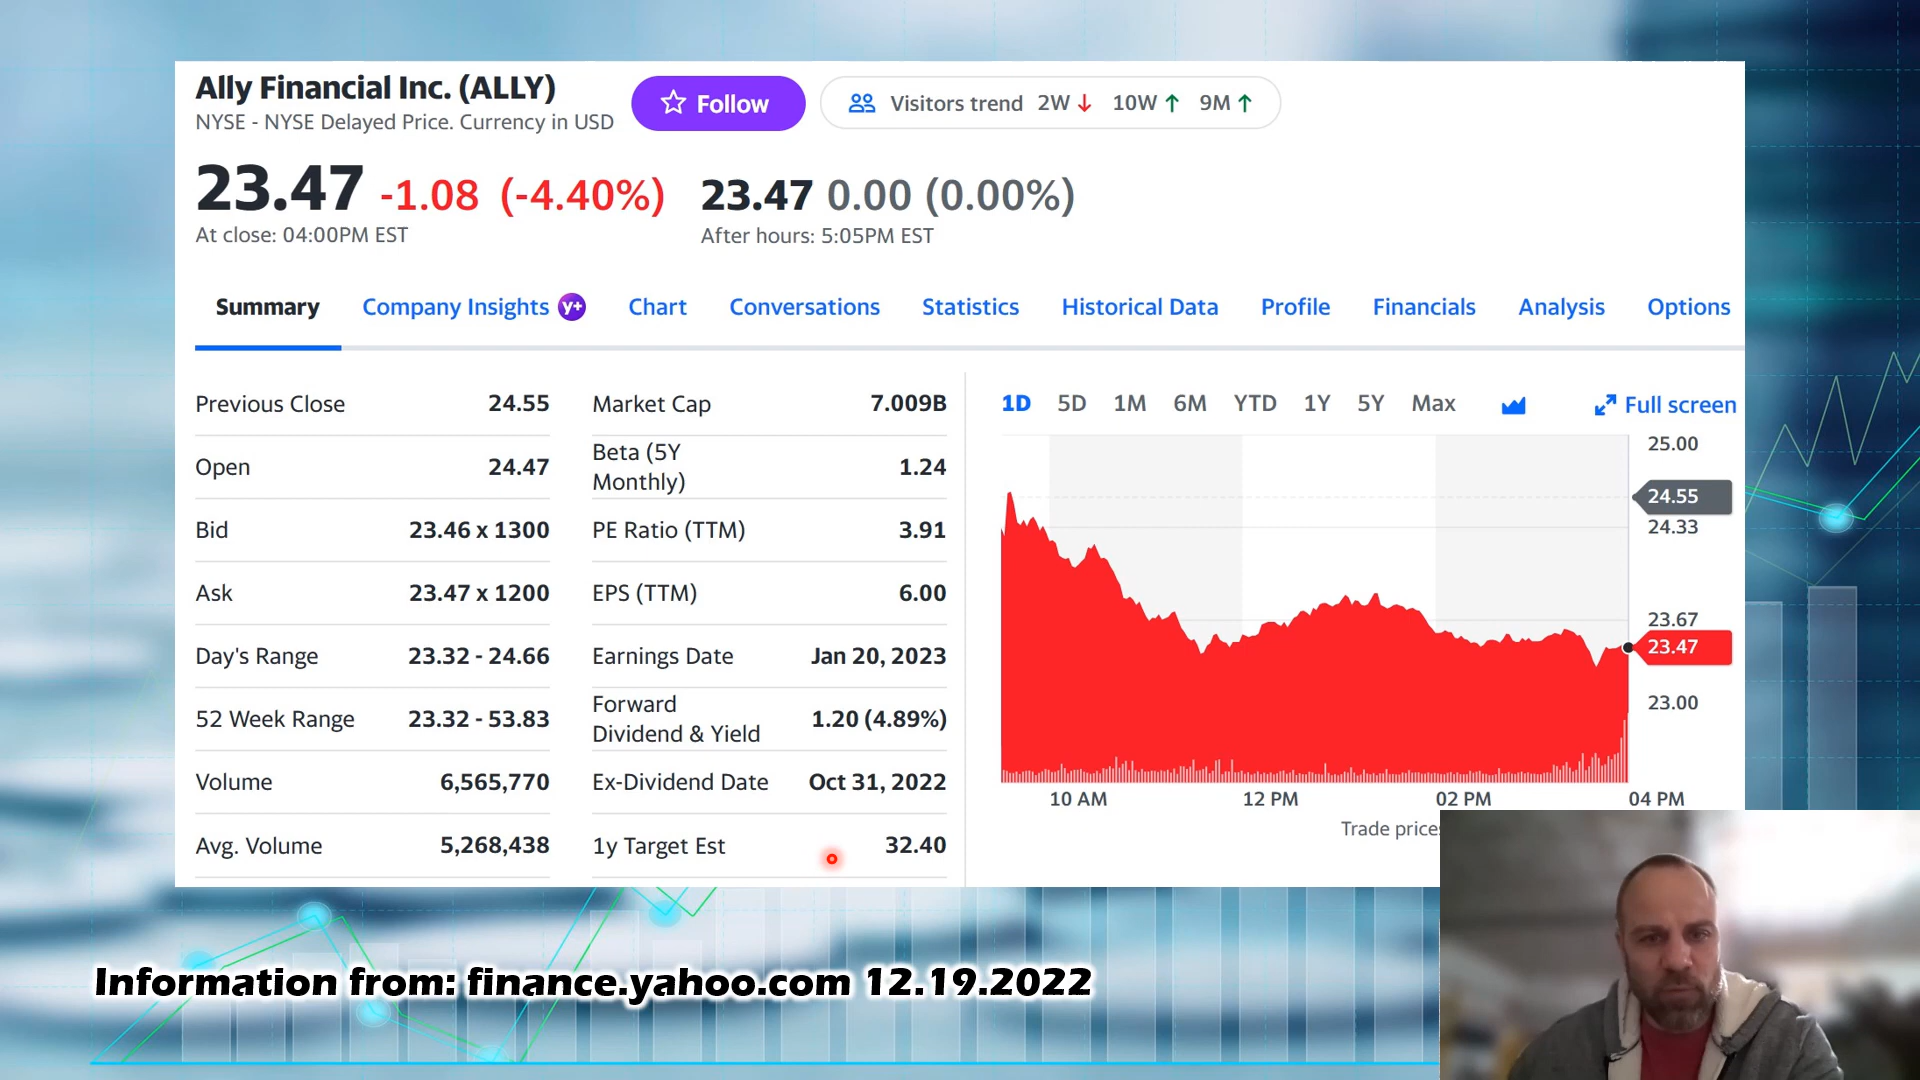 Ally Financial Inc. (ALLY)
NYSE - NYSE Delayed Price. Currency in USD
Follow
Visitors trend 2W ↓ 10W ↑ 9M ↑
23.47 -1.08 (-4.40%)
At close: 04:00PM EST
23.47 0.00 (0.00%)
After hours: 5:05PM EST
Summary Company Insights y+ Chart Conversations Statistics Historical Data Profile Financials Analysis Options
Previous Close 24.55
Open 24.47
Bid 23.46 x 1300
Ask 23.47 x 1200
Day's Range 23.32 - 24.66
52 Week Range 23.32 - 53.83
Volume 6,565,770
Avg. Volume 5,268,438
Market Cap 7.009B
Beta (5Y
Monthly) 1.24
PE Ratio (TTM) 3.91
EPS (TTM) 6.00
Earnings Date Jan 20, 2023
Forward
Dividend & Yield 1.20 (4.89%)
Ex-Dividend Date Oct 31, 2022
1y Target Est 32.40
1D 5D 1M 6M YTD 1Y 5Y Max Full screen
25.00
24.55
24.33
23.67
23.47
23.00
10 AM 12 PM 02 PM 04 PM
Trade prices
Information from: finance.yahoo.com 12.19.2022